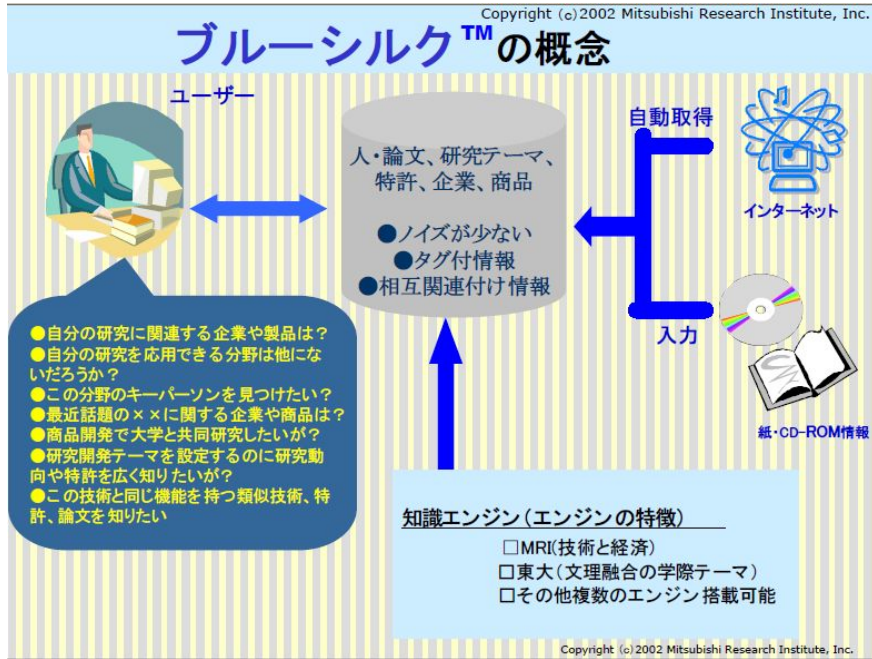 Copyright (c)2002 Mitsubishi Research Institute, Inc.
ブルーシルク™の概念
ユーザー
人・論文、研究テーマ、
特許、企業、商品
●ノイズが少ない
●タグ付情報
●相互関連付け情報
自動取得
インターネット
入力
紙・CD-ROM情報
●自分の研究に関連する企業や製品は？
●自分の研究を応用できる分野は他にな
いだろうか？
●この分野のキーパーソンを見つけたい？
●最近話題の××に関する企業や商品は？
●商品開発で大学と共同研究したいが？
●研究開発テーマを設定するのに研究動
向や特許を広く知りたいが？
●この技術と同じ機能を持つ類似技術、特
許、論文を知りたい
知識エンジン（エンジンの特徴）
□MRI(技術と経済)
□東大（文理融合の学際テーマ）
□その他複数のエンジン搭載可能
Copyright (c)2002 Mitsubishi Research Institute, Inc.